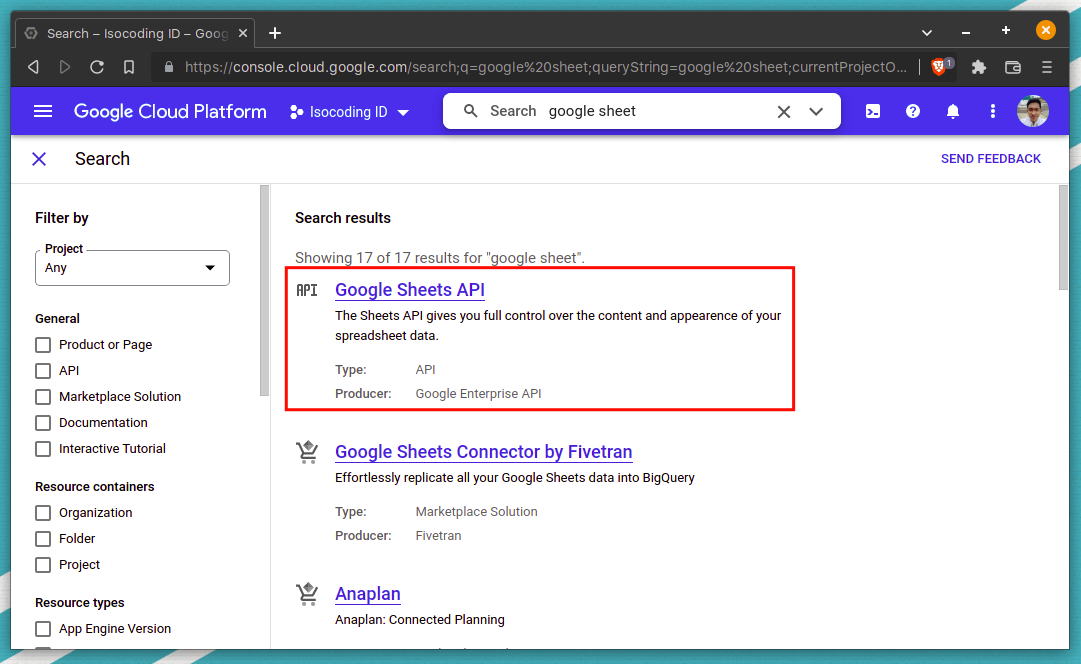 Search – Isocoding ID – Goog
https://console.cloud.google.com/search;q=google%20sheet;queryString=google%20sheet;currentProjectO...
1
Google Cloud Platform
Isocoding ID
Search google sheet
Search
SEND FEEDBACK
Filter by
Project
Any
General
Product or Page
API
Marketplace Solution
Documentation
Interactive Tutorial
Resource containers
Organization
Folder
Project
Resource types
App Engine Version
Search results
Showing 17 of 17 results for "google sheet".
API
Google Sheets API
The Sheets API gives you full control over the content and appearence of your
spreadsheet data.
Type: API
Producer: Google Enterprise API
Google Sheets Connector by Fivetran
Effortlessly replicate all your Google Sheets data into BigQuery
Type: Marketplace Solution
Producer: Fivetran
Anaplan
Anaplan: Connected Planning